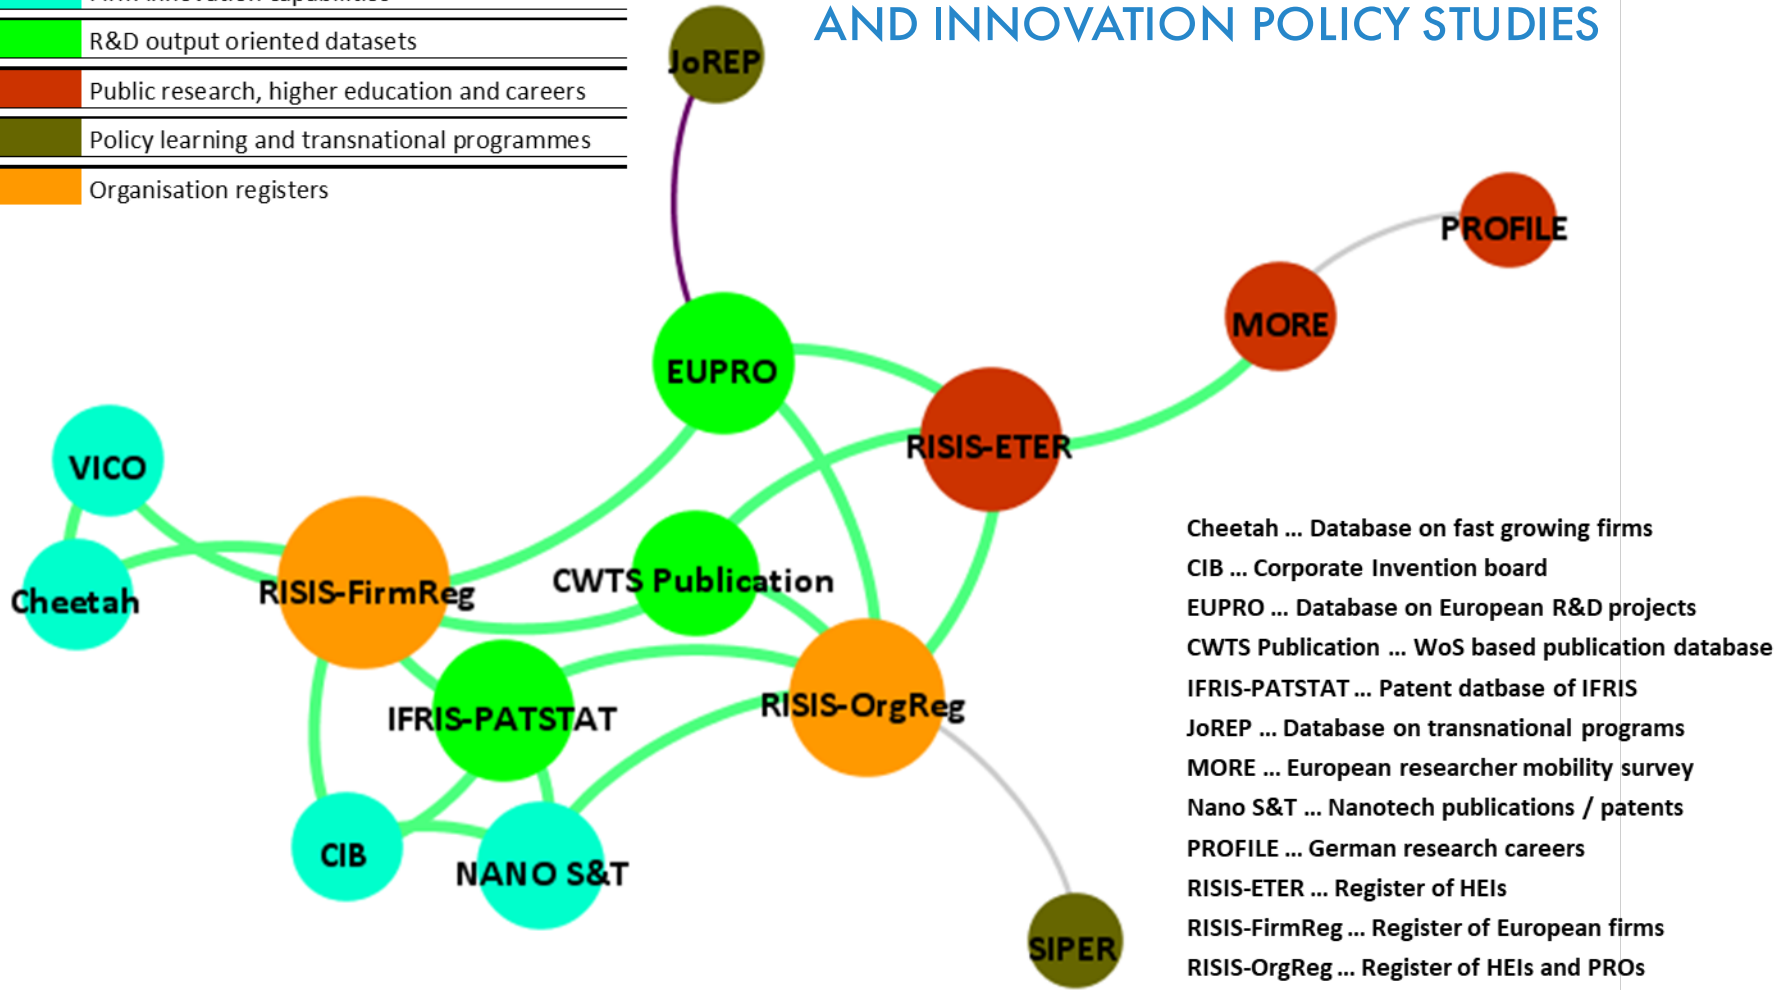 AND INNOVATION POLICY STUDIES
R&D output oriented datasets
Public research, higher education and careers
Policy learning and transnational programmes
Organisation registers
JoREP
PROFILE
MORE
EUPRO
RISIS-ETER
VICO
Cheetah
RISIS-FirmReg
CWTS Publication
IFRIS-PATSTAT
RISIS-OrgReg
CIB
NANO S&T
SIPER
Cheetah ... Database on fast growing firms
CIB ... Corporate Invention board
EUPRO ... Database on European R&D projects
CWTS Publication ... WoS based publication database
IFRIS-PATSTAT ... Patent datbase of IFRIS
JoREP ... Database on transnational programs
MORE ... European researcher mobility survey
Nano S&T ... Nanotech publications / patents
PROFILE ... German research careers
RISIS-ETER ... Register of HEIs
RISIS-FirmReg ... Register of European firms
RISIS-OrgReg ... Register of HEIs and PROs